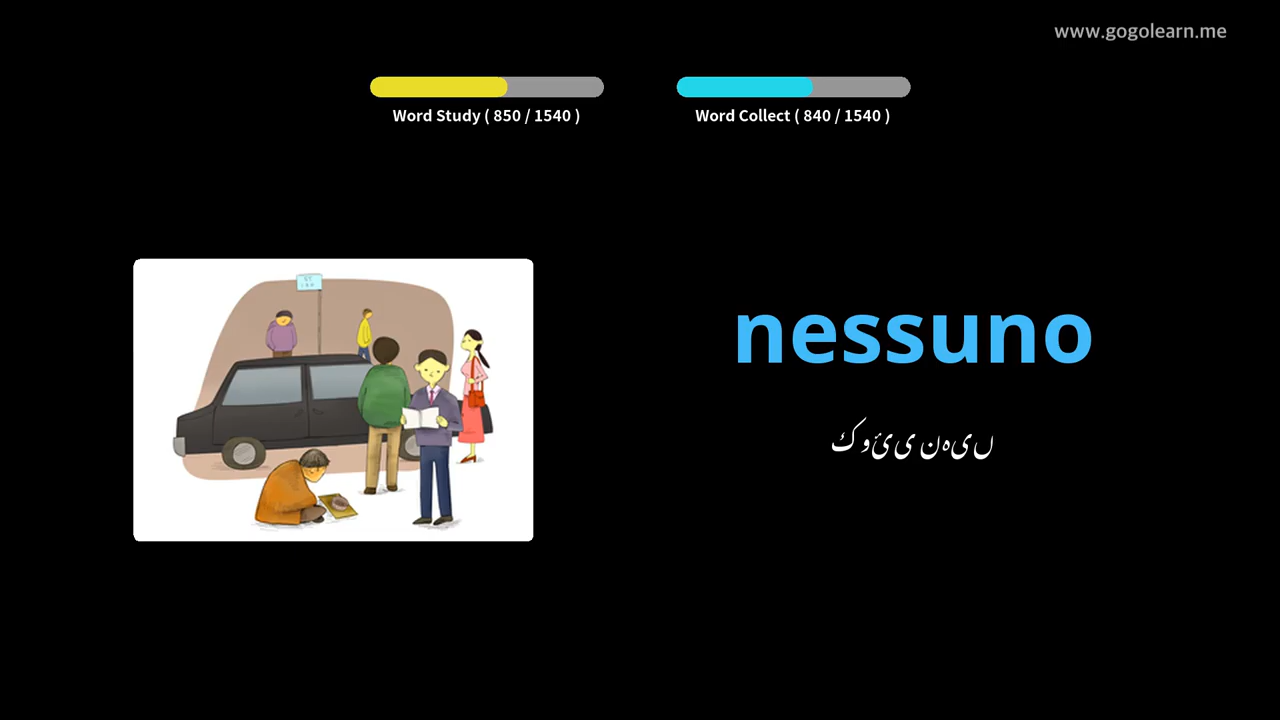 www.gogolearn.me
Word Study ( 850 / 1540 )
Word Collect ( 840 / 1540 )
nessuno
کوئی نہیں